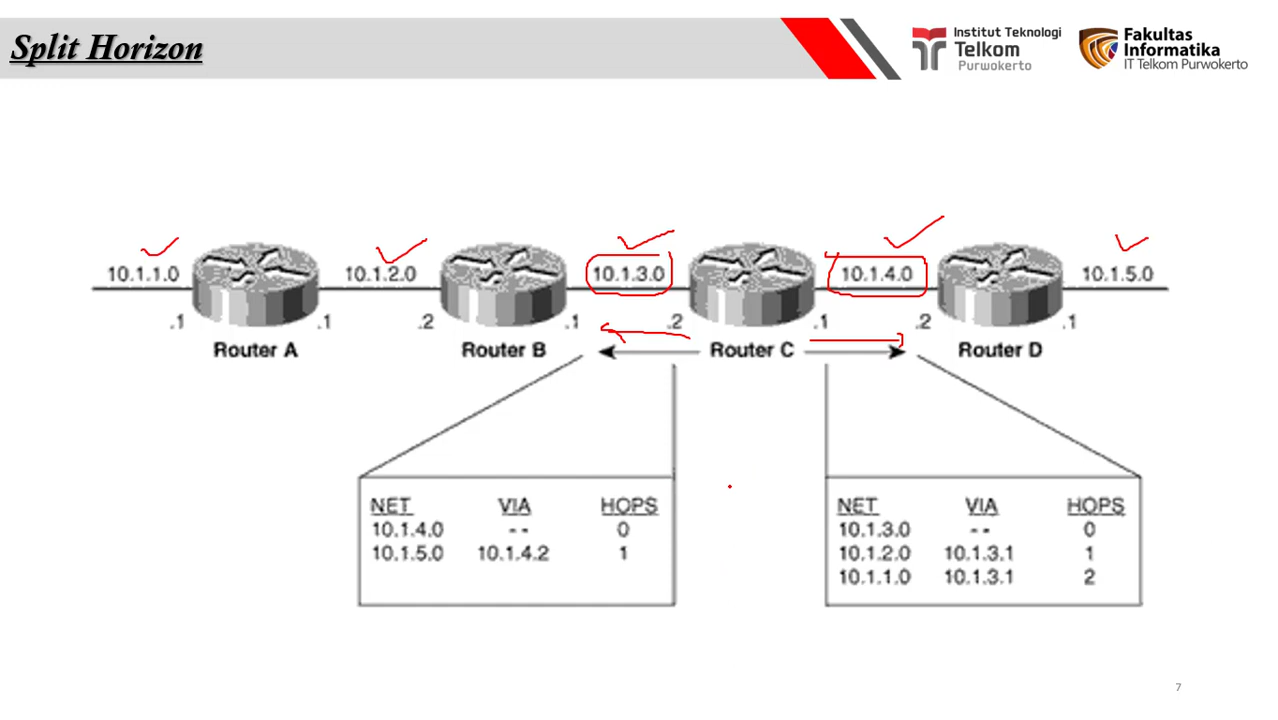 Split Horizon
Institut Teknologi
Telkom
Purwokerto
Fakultas
Informatika
IT Telkom Purwokerto
10.1.1.0 10.1.2.0 10.1.3.0 10.1.4.0 10.1.5.0
.1 .1 .2 .1 .2 .1 .2 .1
Router A Router B Router C Router D
NET VIA HOPS
10.1.4.0 -- 0
10.1.5.0 10.1.4.2 1
NET VIA HOPS
10.1.3.0 -- 0
10.1.2.0 10.1.3.1 1
10.1.1.0 10.1.3.1 2
7